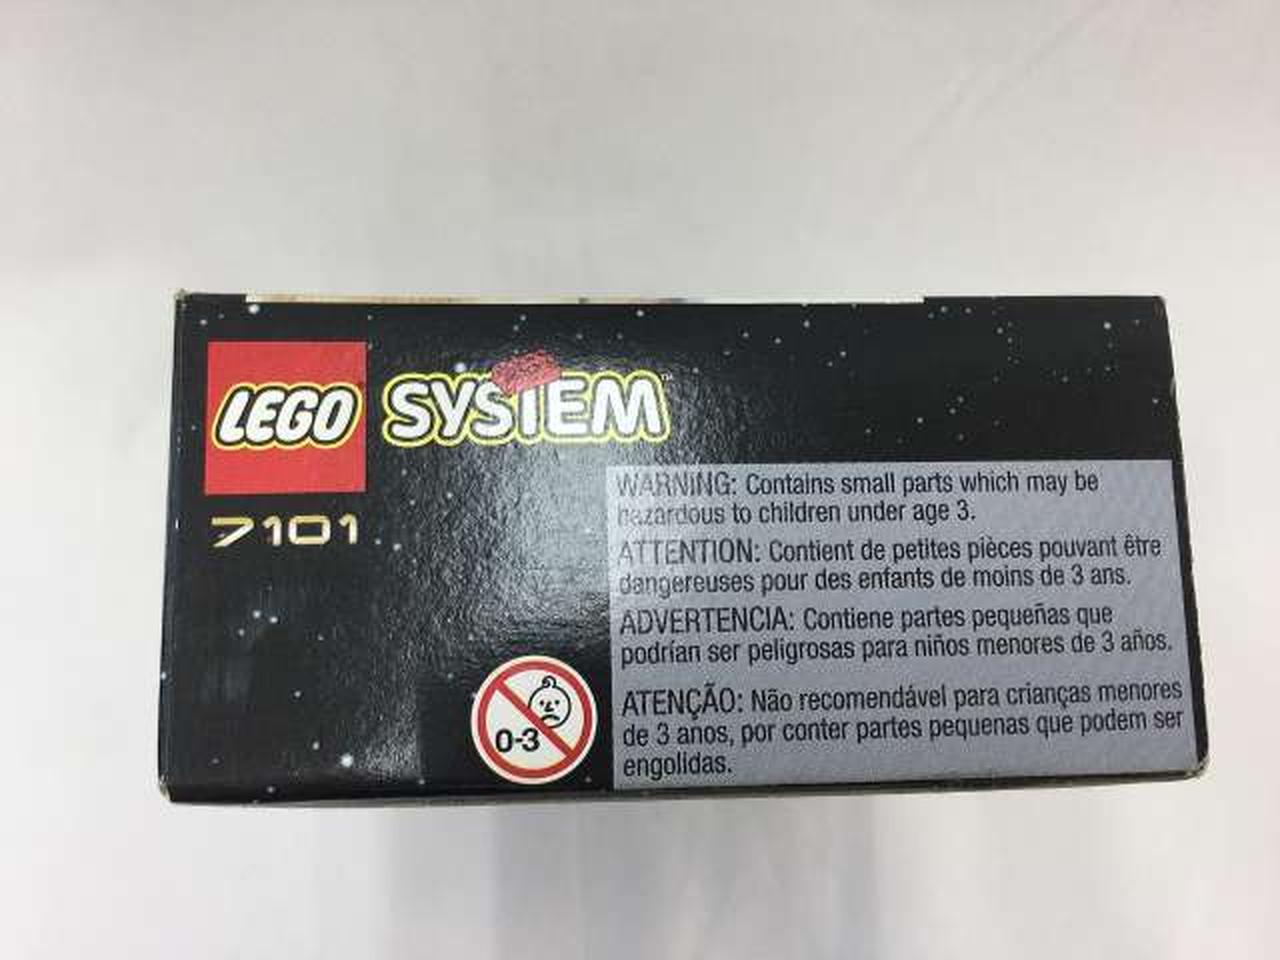 LEGO SYSTEM™
7101
WARNING: Contains small parts which may be
hazardous to children under age 3.
ATTENTION: Contient de petites pièces pouvant être
dangereuses pour des enfants de moins de 3 ans.
ADVERTENCIA: Contiene partes pequeñas que
podrían ser peligrosas para niños menores de 3 años.
ATENÇÃO: Não recomendável para crianças menores
de 3 anos, por conter partes pequenas que podem ser
engolidas.
0-3